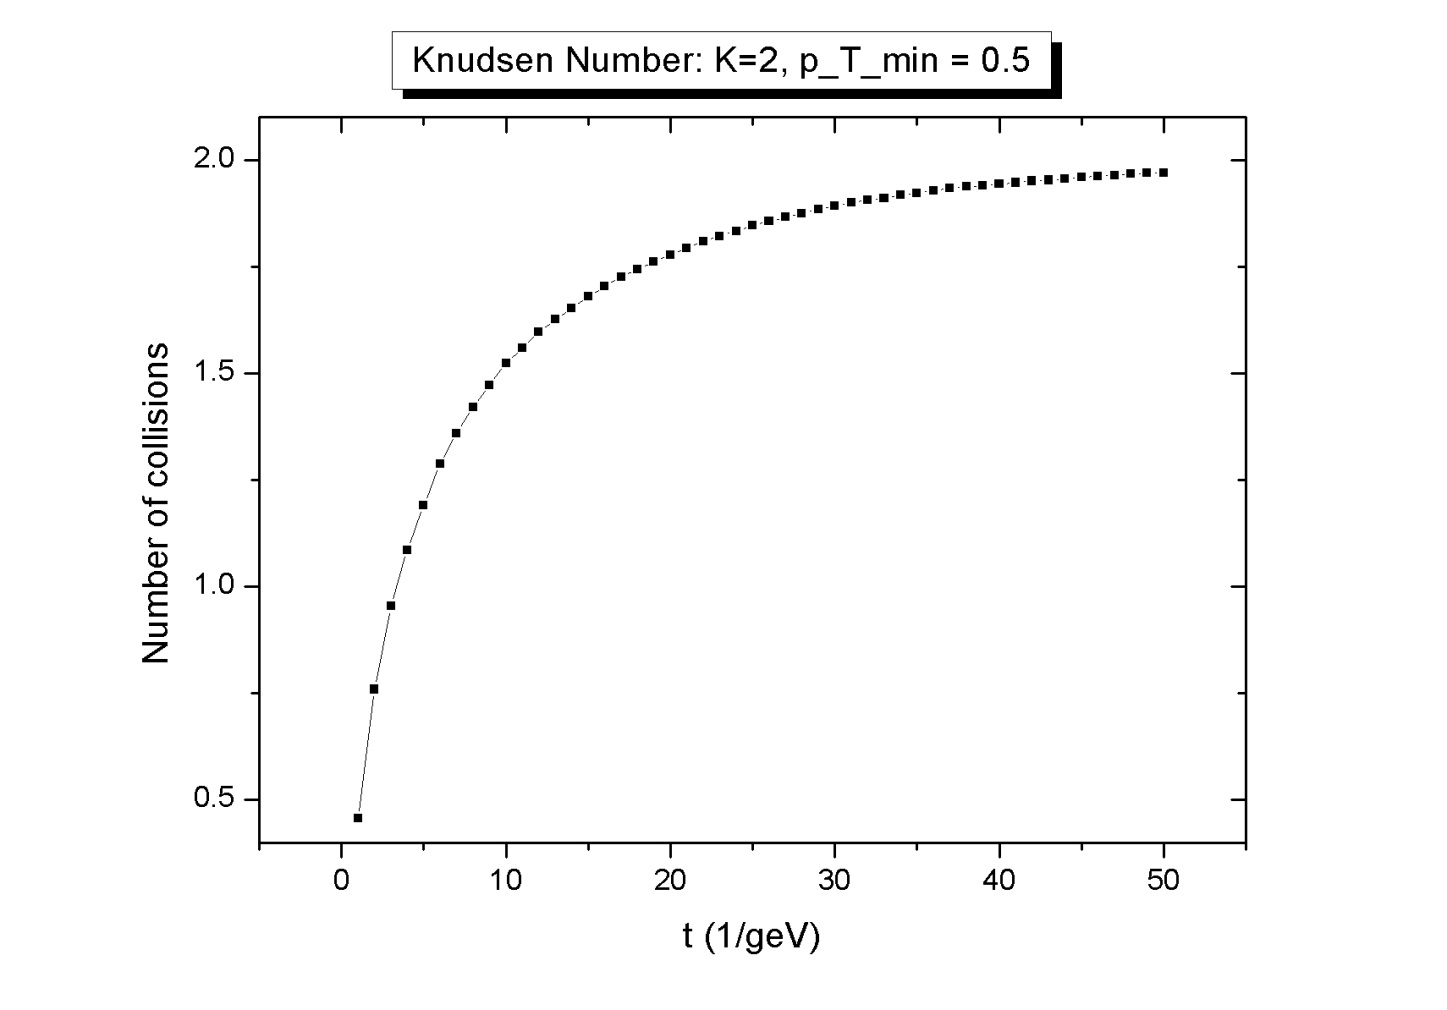 Knudsen Number: K=2, p_T_min = 0.5
2.0
1.5
1.0
0.5
Number of collisions
0 10 20 30 40 50
t (1/geV)